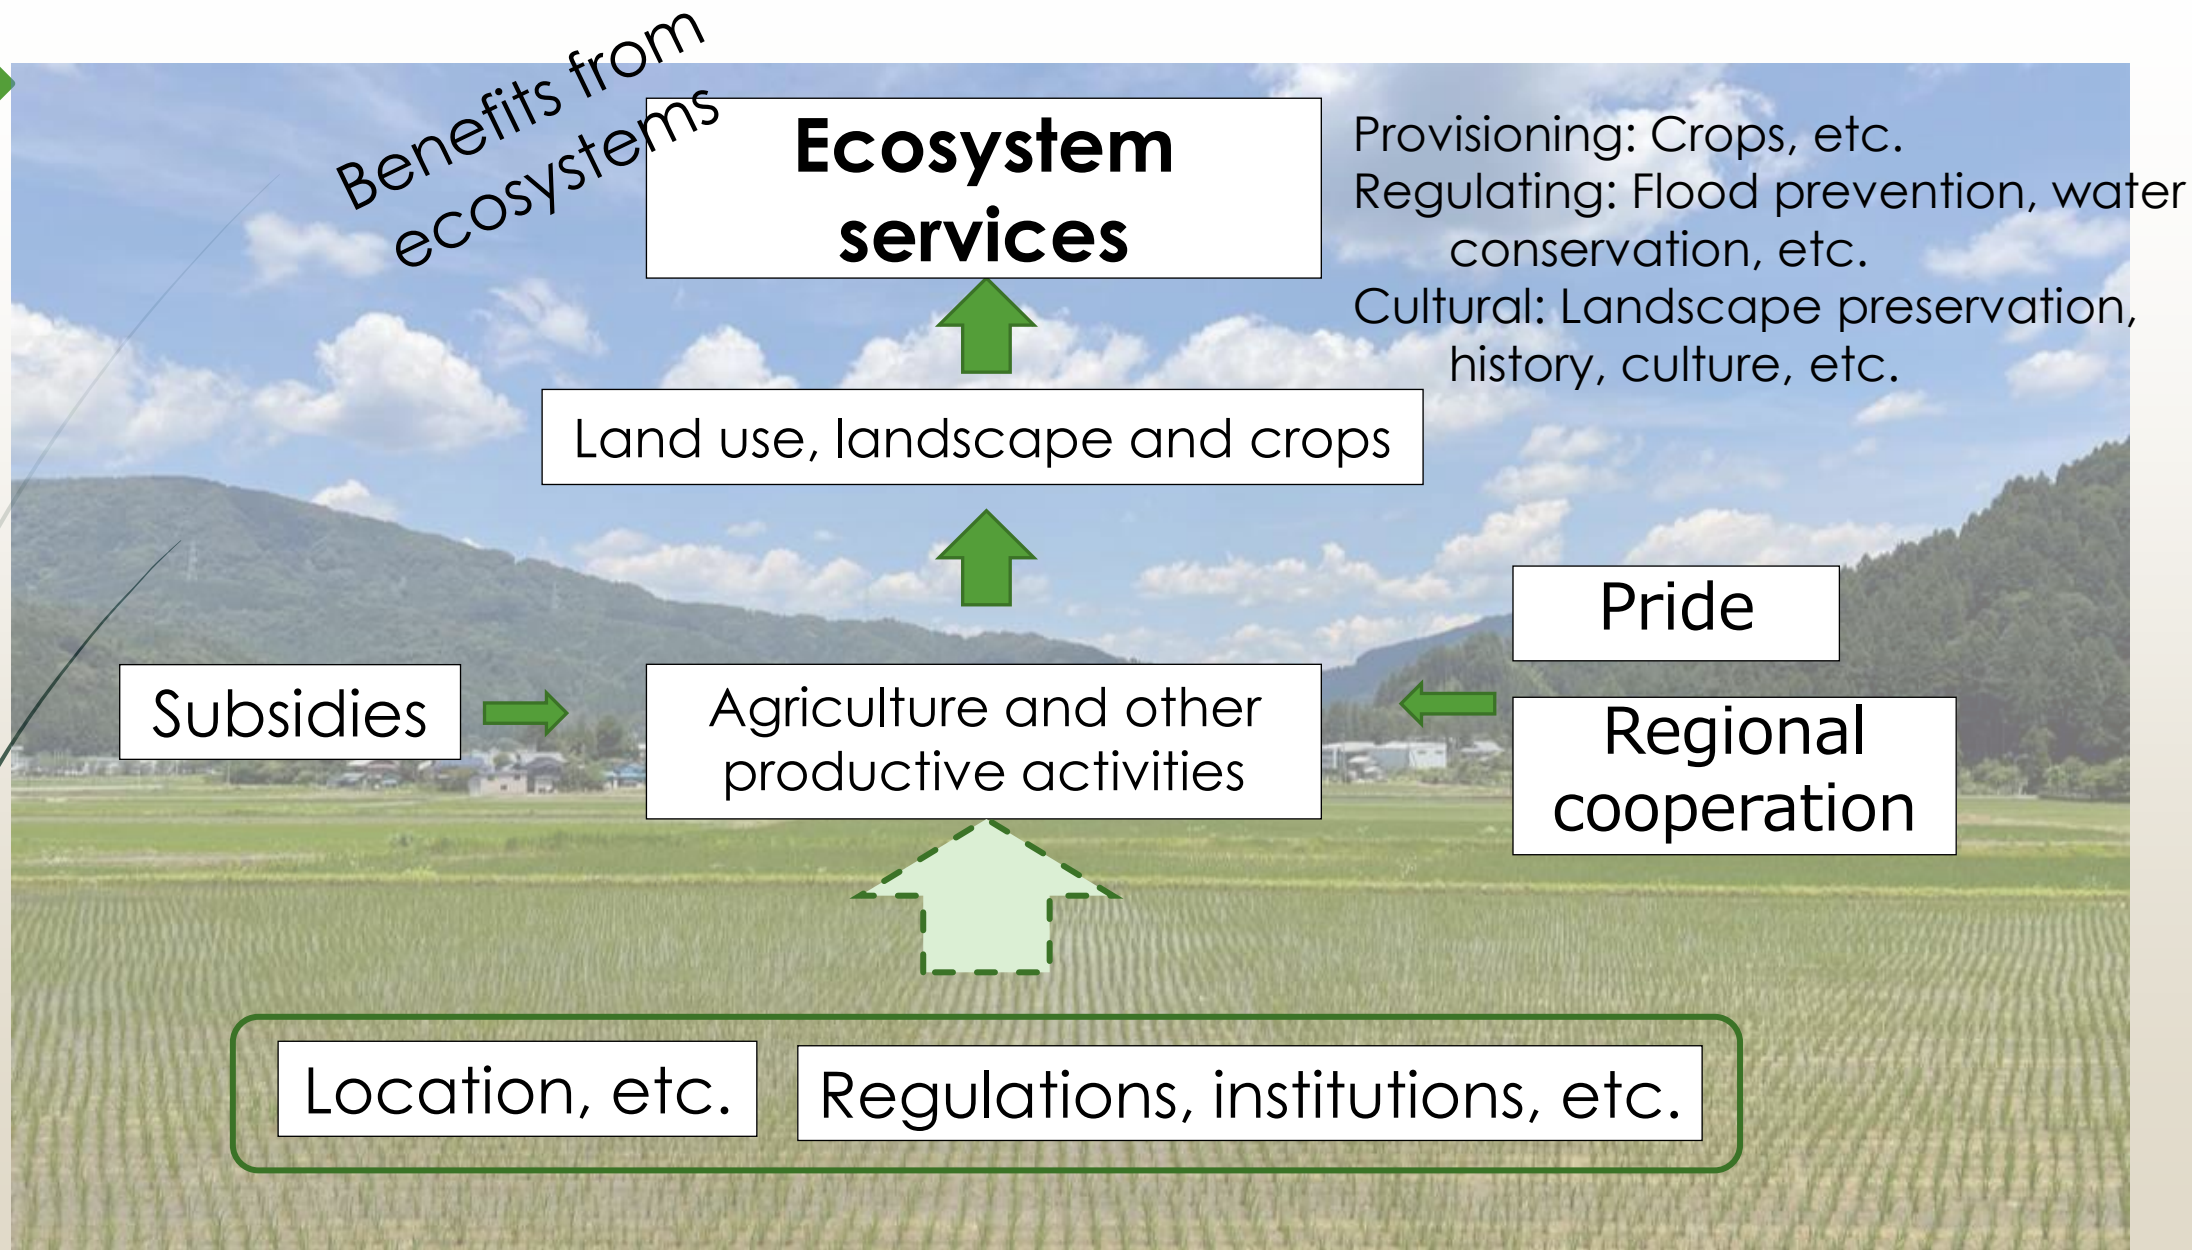 Benefits from
ecosystems
Ecosystem
services
Provisioning: Crops, etc.
Regulating: Flood prevention, water
conservation, etc.
Cultural: Landscape preservation,
history, culture, etc.
Land use, landscape and crops
Pride
Subsidies
Agriculture and other
productive activities
Regional
cooperation
Location, etc.
Regulations, institutions, etc.